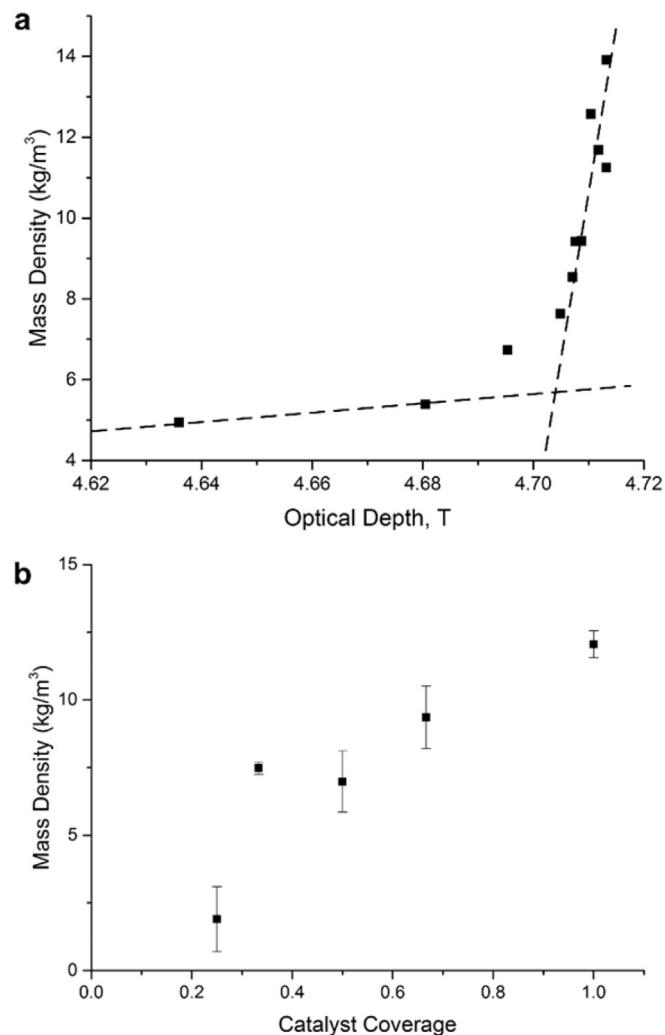 a
14
12
10
8
6
4
Mass Density (kg/m³)
4.62 4.64 4.66 4.68 4.70 4.72
Optical Depth, T
b
15
10
5
0
Mass Density (kg/m³)
0.0 0.2 0.4 0.6 0.8 1.0
Catalyst Coverage